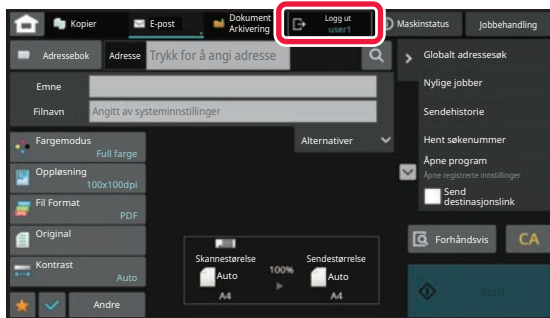 Kopier
E-post
Dokument
Arkivering
Logg ut
user1
Maskinstatus
Jobbehandling
Adressebok
Adresse
Trykk for å angi adresse
Globalt
adressesøk
Emne
Nylige jobber
Filnavn
Angitt av systeminnstillinger
Sendehistorie
Fargemodus
Full farge
Alternativer
Hent søkenummer
Oppløsning
100x100dpi
Åpne program
Åpne registrerte innstillinger
Send
destinasjonslink
Fil Format
PDF
Original
Forhåndsvis
CA
Skannestørelse
Auto
A4
100%
Sendestørrelse
Auto
A4
Kontrast
Auto
Andre
Start